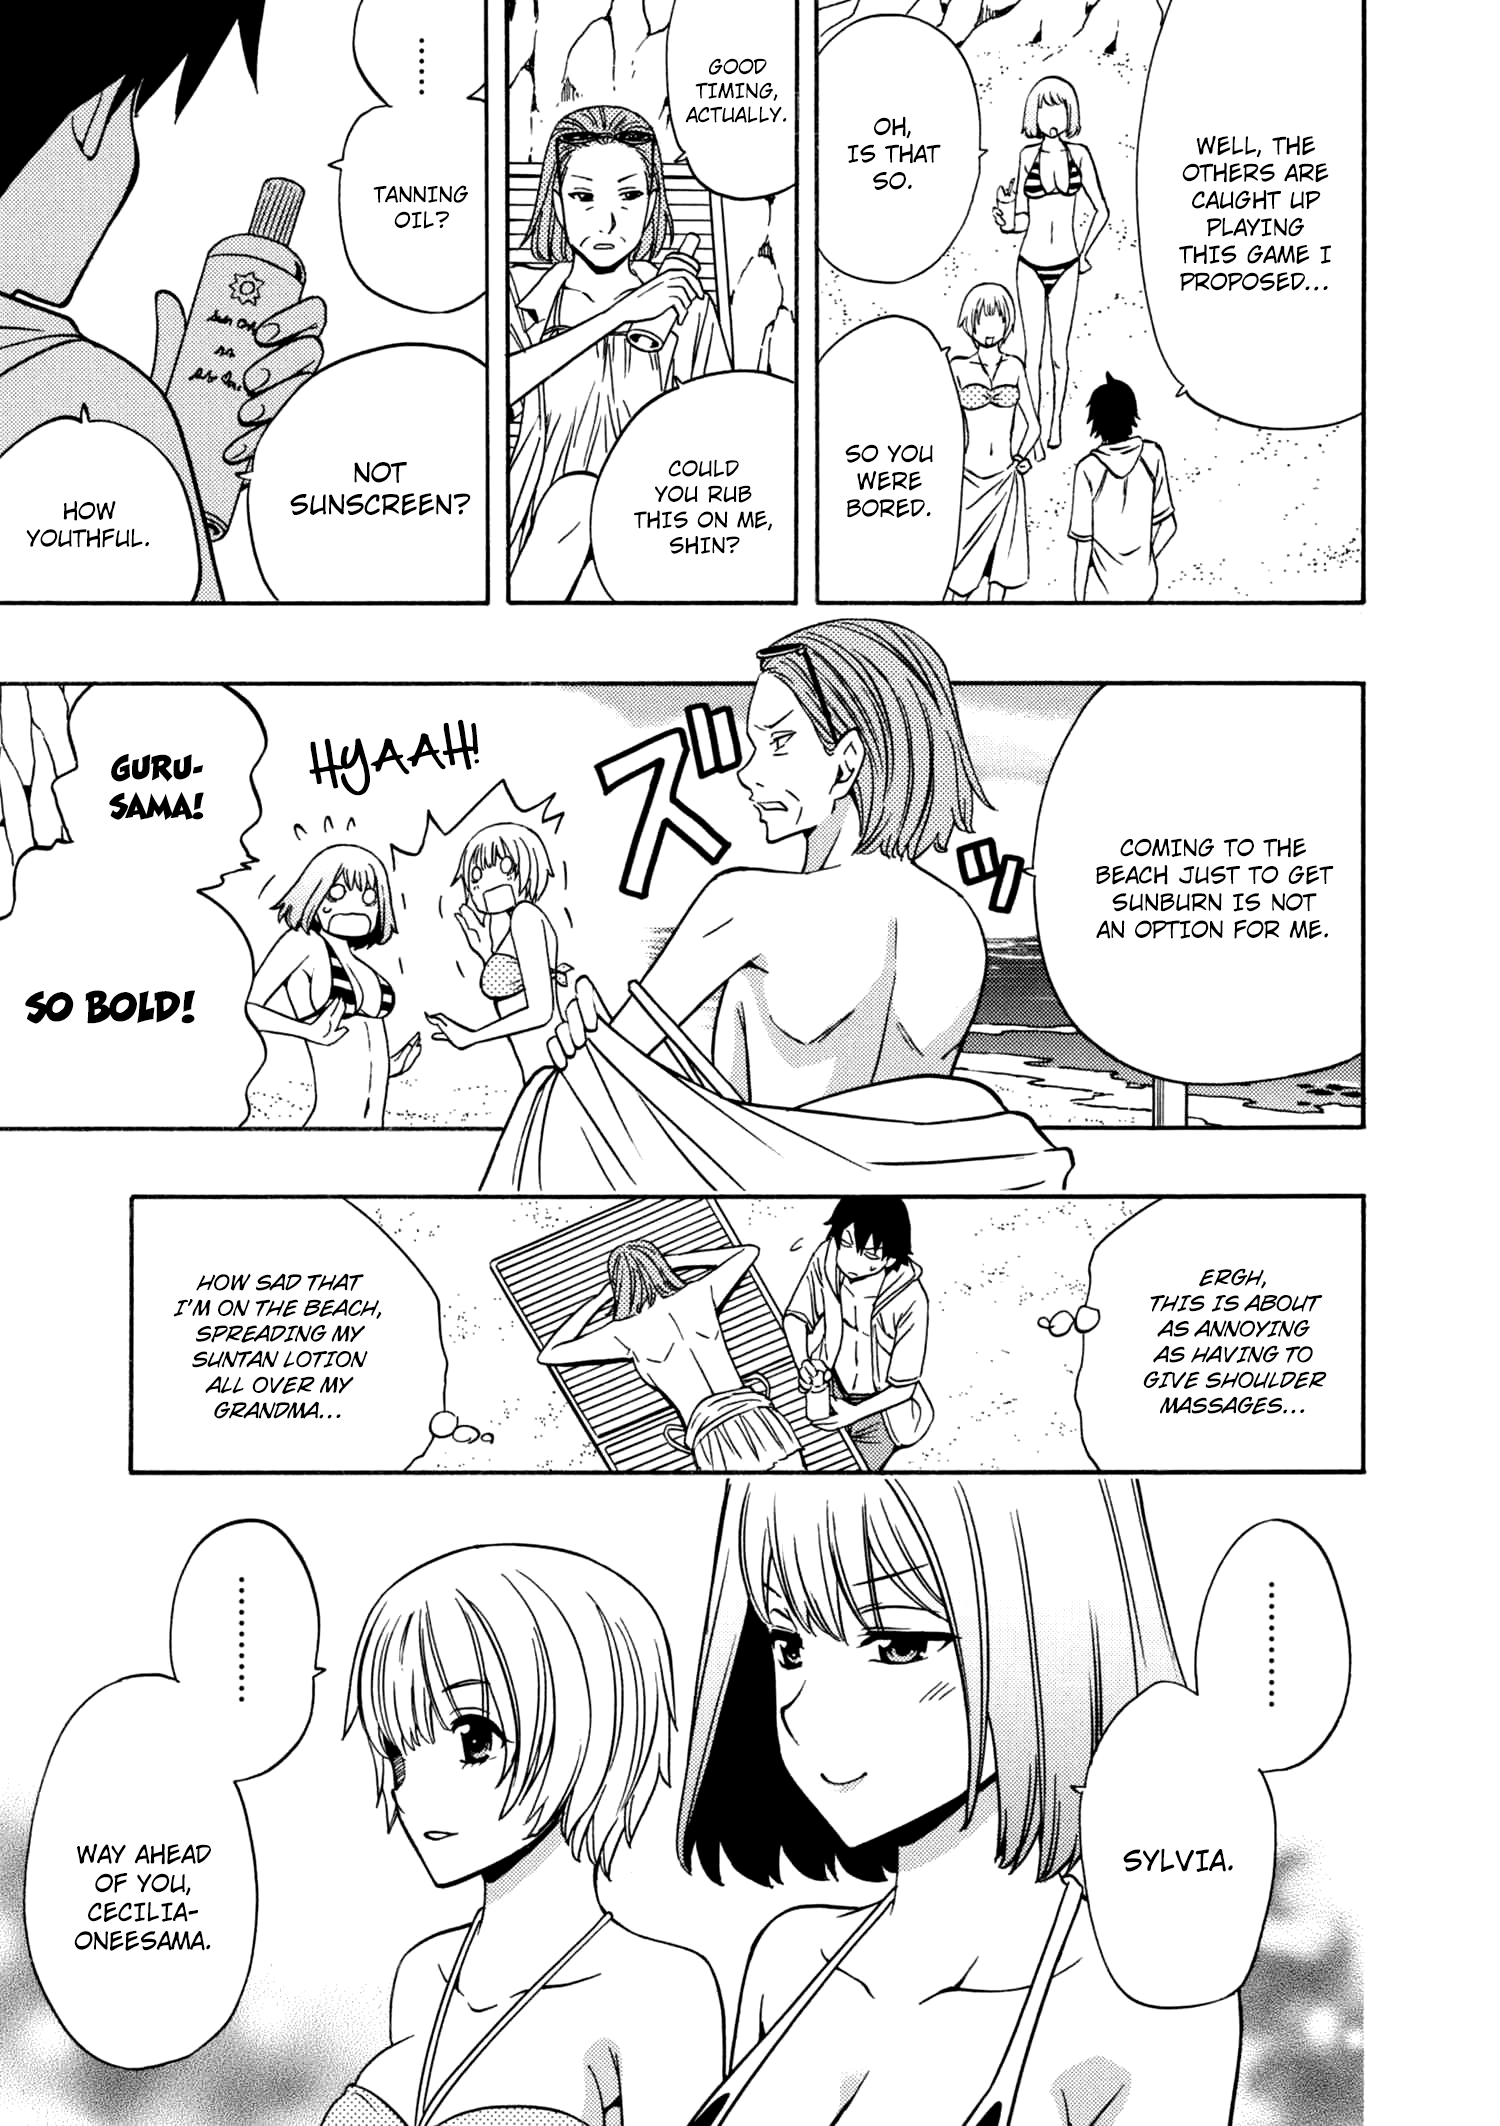 WELL, THE
OTHERS ARE
CAUGHT UP
PLAYING
THIS GAME I
PROPOSED...
OH,
IS THAT
SO.
SO YOU
WERE
BORED.
GOOD
TIMING,
ACTUALLY.
COULD
YOU RUB
THIS ON ME,
SHIN?
........
TANNING
OIL?
NOT
SUNSCREEN?
HOW
YOUTHFUL.
COMING TO THE
BEACH JUST TO GET
SUNBURN IS NOT
AN OPTION FOR ME.
ズズッ
HYAAH!
GURU-
SAMA!
SO BOLD!
ERGH,
THIS IS ABOUT
AS ANNOYING
AS HAVING TO
GIVE SHOULDER
MASSAGES...
HOW SAD THAT
I'M ON THE BEACH,
SPREADING MY
SUNTAN LOTION
ALL OVER MY
GRANDMA...
............
SYLVIA.
............
WAY AHEAD
OF YOU,
CECILIA-
ONEESAMA.